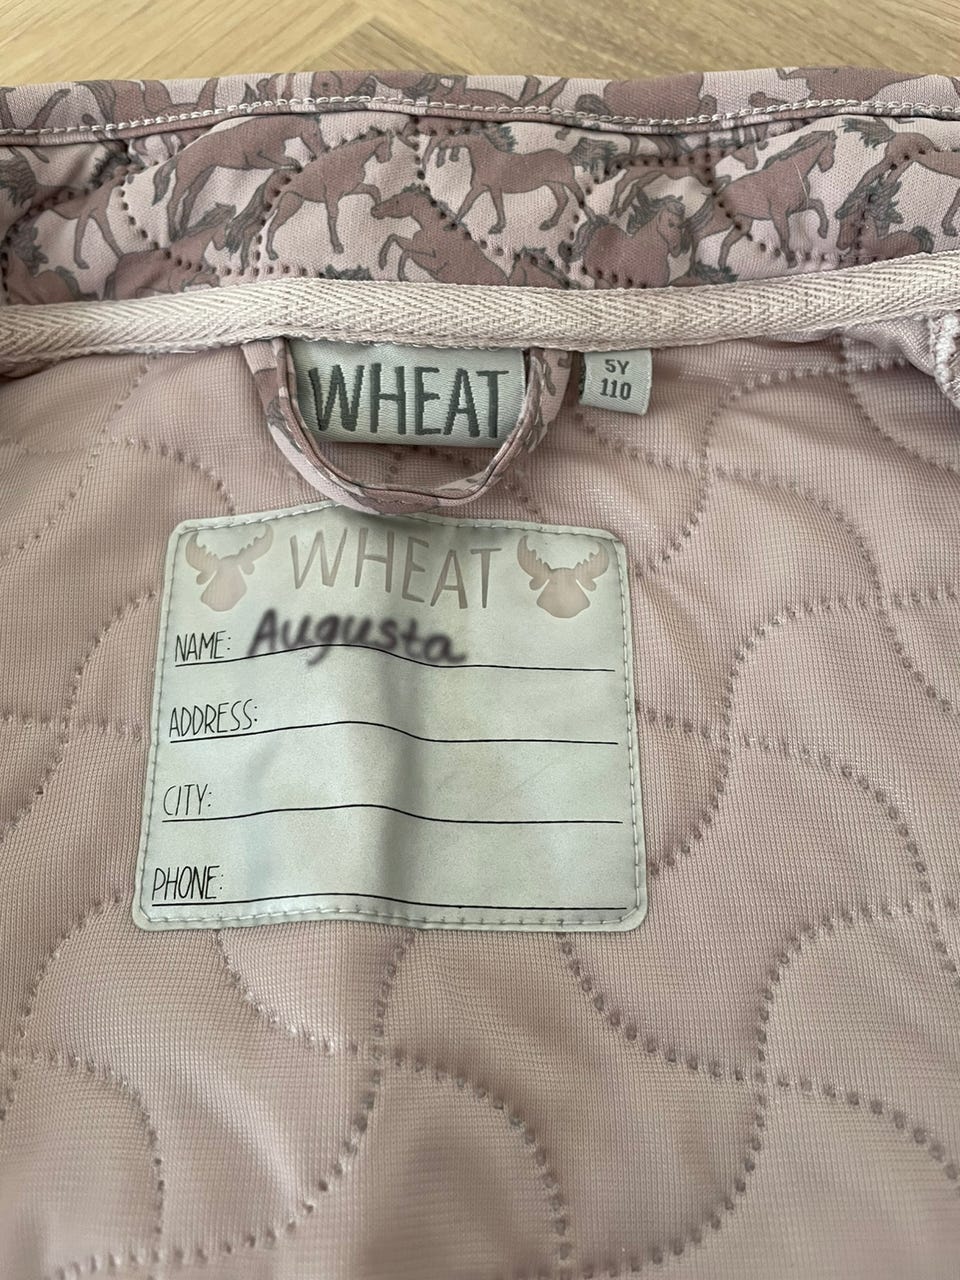 WHEAT
5Y
110
WHEAT
NAME: Augusta
ADDRESS:
CITY:
PHONE: